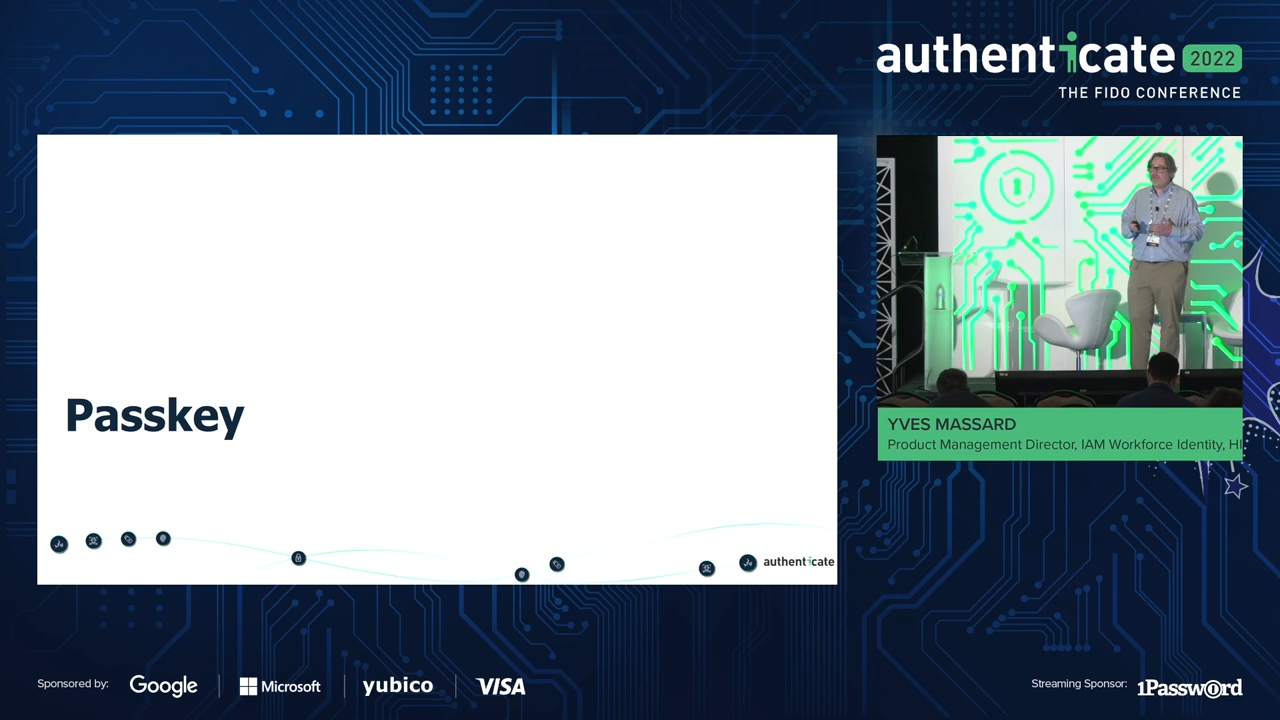 authenticate 2022
THE FIDO CONFERENCE
Passkey
authenticate
YVES MASSARD
Product Management Director, IAM Workforce Identity, HI
Sponsored by:
Google
Microsoft
yubico
VISA
Streaming Sponsor:
1Password